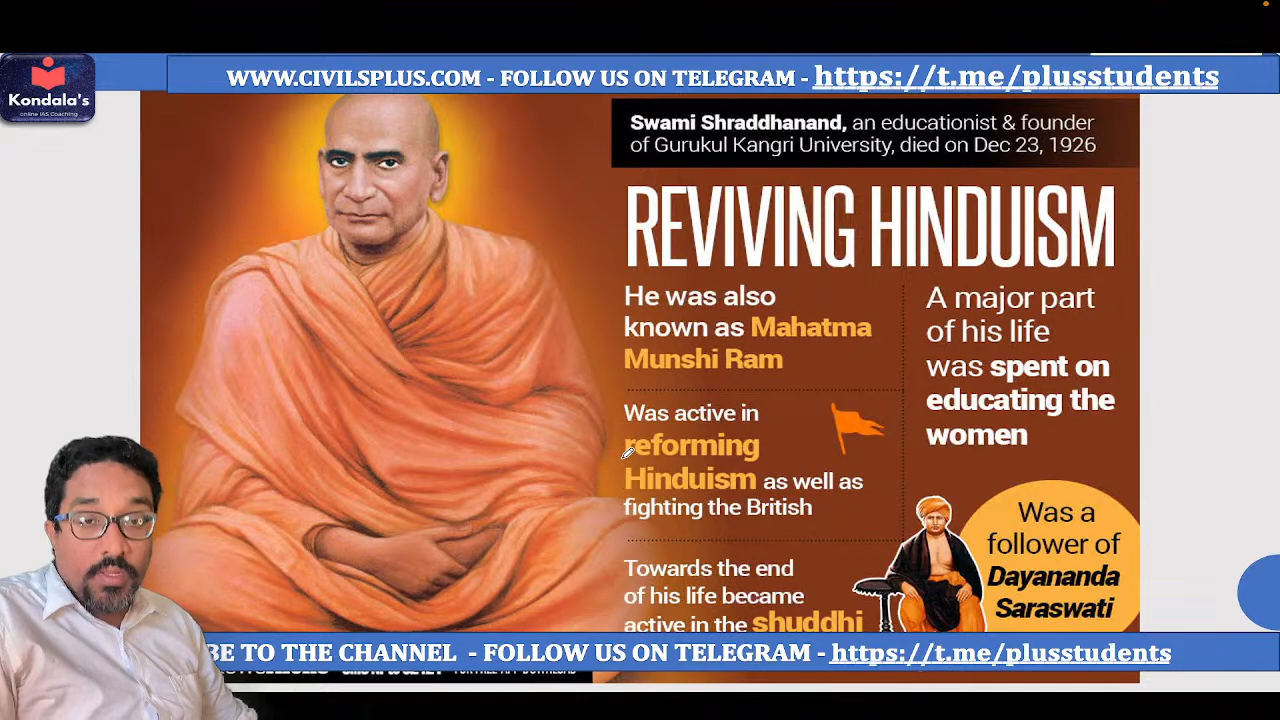 WWW.CIVILSPLUS.COM - FOLLOW US ON TELEGRAM - https://t.me/plusstudents
Kondala's
online IAS Coaching
Swami Shraddhanand, an educationist & founder
of Gurukul Kangri University, died on Dec 23, 1926
REVIVING HINDUISM
He was also
known as Mahatma
Munshi Ram
Was active in
reforming
Hinduism as well as
fighting the British
Towards the end
of his life became
active in the shuddhi
A major part
of his life
was spent on
educating the
women
Was a
follower of
Dayananda
Saraswati
BE TO THE CHANNEL - FOLLOW US ON TELEGRAM - https://t.me/plusstudents